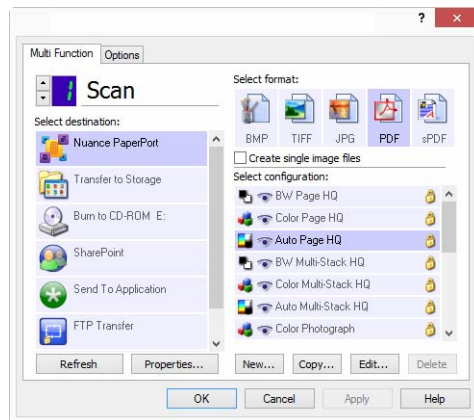 ?
Multi Function Options
1 Scan
Select destination:
Nuance PaperPort
Transfer to Storage
Burn to CD-ROM E:
SharePoint
Send To Application
FTP Transfer
Refresh Properties...
Select format:
BMP TIFF JPG PDF sPDF
Create single image files
Select configuration:
BW Page HQ
Color Page HQ
Auto Page HQ
BW Multi-Stack HQ
Color Multi-Stack HQ
Auto Multi-Stack HQ
Color Photograph
New... Copy... Edit... Delete
OK Cancel Apply Help